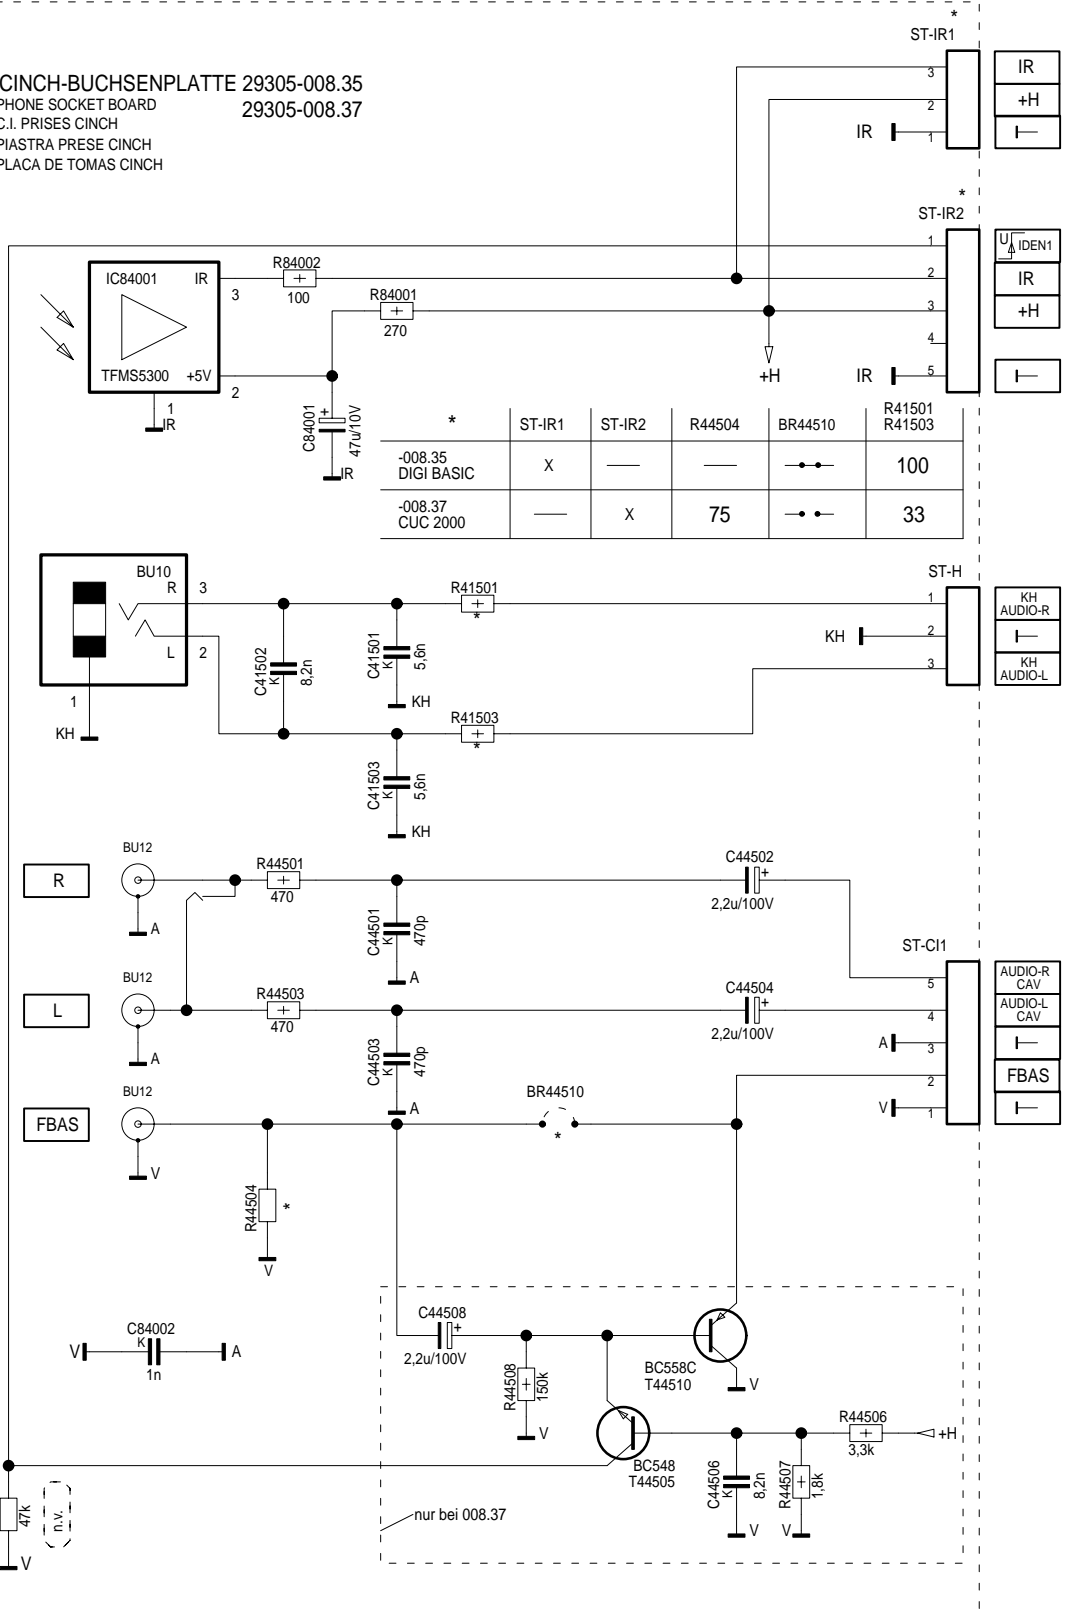 *
ST-IR1
CINCH-BUCHSENPLATTE 29305-008.35
PHONE SOCKET BOARD 29305-008.37
C.I. PRISES CINCH
PIASTRA PRESE CINCH
PLACA DE TOMAS CINCH
3 IR
2 +H
IR 1
*
ST-IR2
1 U IDEN1
2 IR
3 +H
4
IR 5
IC84001 IR
3
R84002
100
R84001
270
TFMS5300 +5V
2
1
IR
C84001
+
47u/10V
IR
+H
* ST-IR1 ST-IR2 R44504 BR44510 R41501
R41503
-008.35
DIGI BASIC X 100
-008.37
CUC 2000 X 75 33
BU10
R 3
L 2
1
KH
C41502
K
8,2n
C41501
K
5,6n
KH
R41501
*
R41503
*
C41503
K
5,6n
KH
ST-H
1 KH
AUDIO-R
KH 2
3 KH
AUDIO-L
R
BU12
A
R44501
470
C44501
K
470p
A
C44502
+
2,2u/100V
L
BU12
A
R44503
470
C44503
K
470p
A
C44504
+
2,2u/100V
ST-CI1
5 AUDIO-R
CAV
4 AUDIO-L
CAV
A 3
2 FBAS
V 1
FBAS
BU12
V
R44504
*
V
BR44510
*
C84002
K
1n
V A
C44508
+
2,2u/100V
R44508
150k
V
BC558C
T44510
V
BC548
T44505
C44506
K
8,2n
V
R44507
1,8k
V
R44506
3,3k
+H
nur bei 008.37
47k
n.v.
V